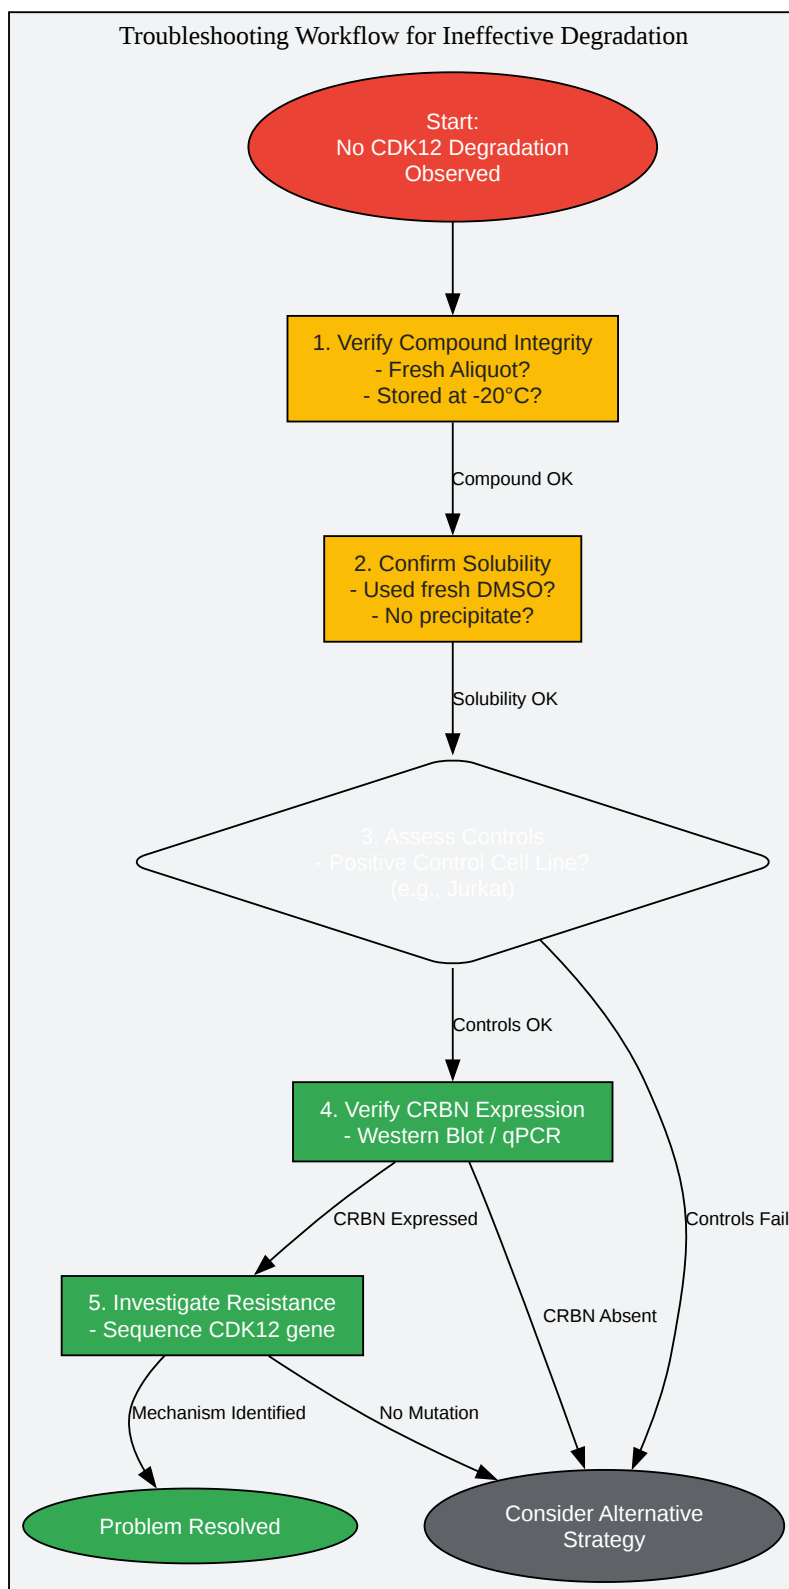 Troubleshooting Workflow for Ineffective Degradation
Start:
No CDK12 Degradation
Observed
1. Verify Compound Integrity
- Fresh Aliquot?
- Stored at -20°C?
Compound OK
2. Confirm Solubility
- Used fresh DMSO?
- No precipitate?
Solubility OK
3. Assess Controls
- Positive Control Cell Line?
(e.g., Jurkat)
Controls OK
4. Verify CRBN Expression
- Western Blot / qPCR
CRBN Expressed
Controls Fail
5. Investigate Resistance
- Sequence CDK12 gene
CRBN Absent
Mechanism Identified
No Mutation
Problem Resolved
Consider Alternative
Strategy